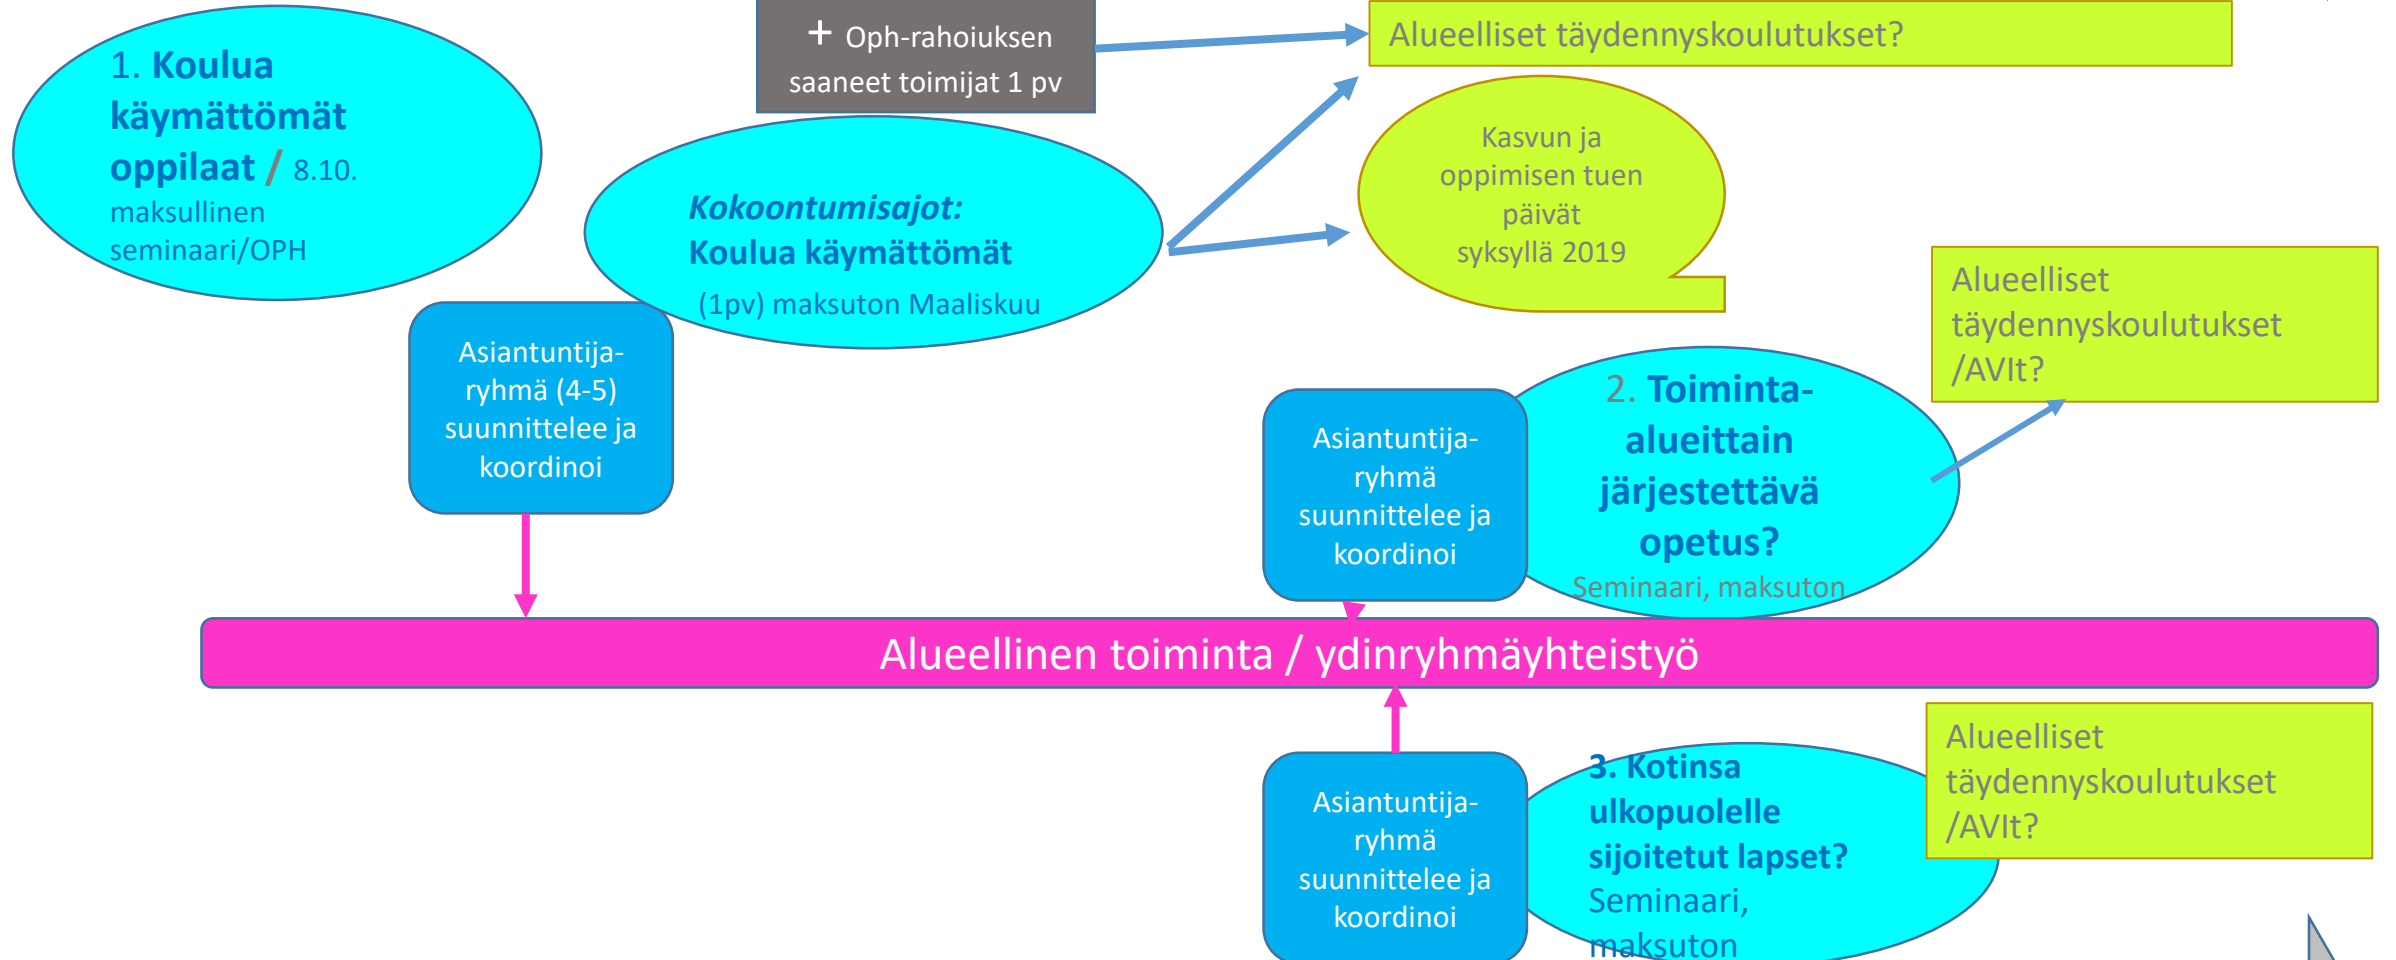 1. Koulua
käymättömät
oppilaat / 8.10.
maksullinen
seminaari/OPH
+ Oph-rahoiuksen
saaneet toimijat 1 pv
Alueelliset täydennyskoulutukset?
Kokoontumisajot:
Koulua käymättömät
(1pv) maksuton Maaliskuu
Kasvun ja
oppimisen tuen
päivät
syksyllä 2019
Asiantuntija-
ryhmä (4-5)
suunnittelee ja
koordinoi
Alueelliset
täydennyskoulutukset
/AVIt?
Asiantuntija-
ryhmä
suunnittelee ja
koordinoi
2. Toiminta-
alueittain
järjestettävä
opetus?
Seminaari, maksuton
Alueellinen toiminta / ydinryhmäyhteistyö
Asiantuntija-
ryhmä
suunnittelee ja
koordinoi
3. Kotinsa
ulkopuolelle
sijoitetut lapset?
Seminaari,
maksuton
Alueelliset
täydennyskoulutukset
/AVIt?